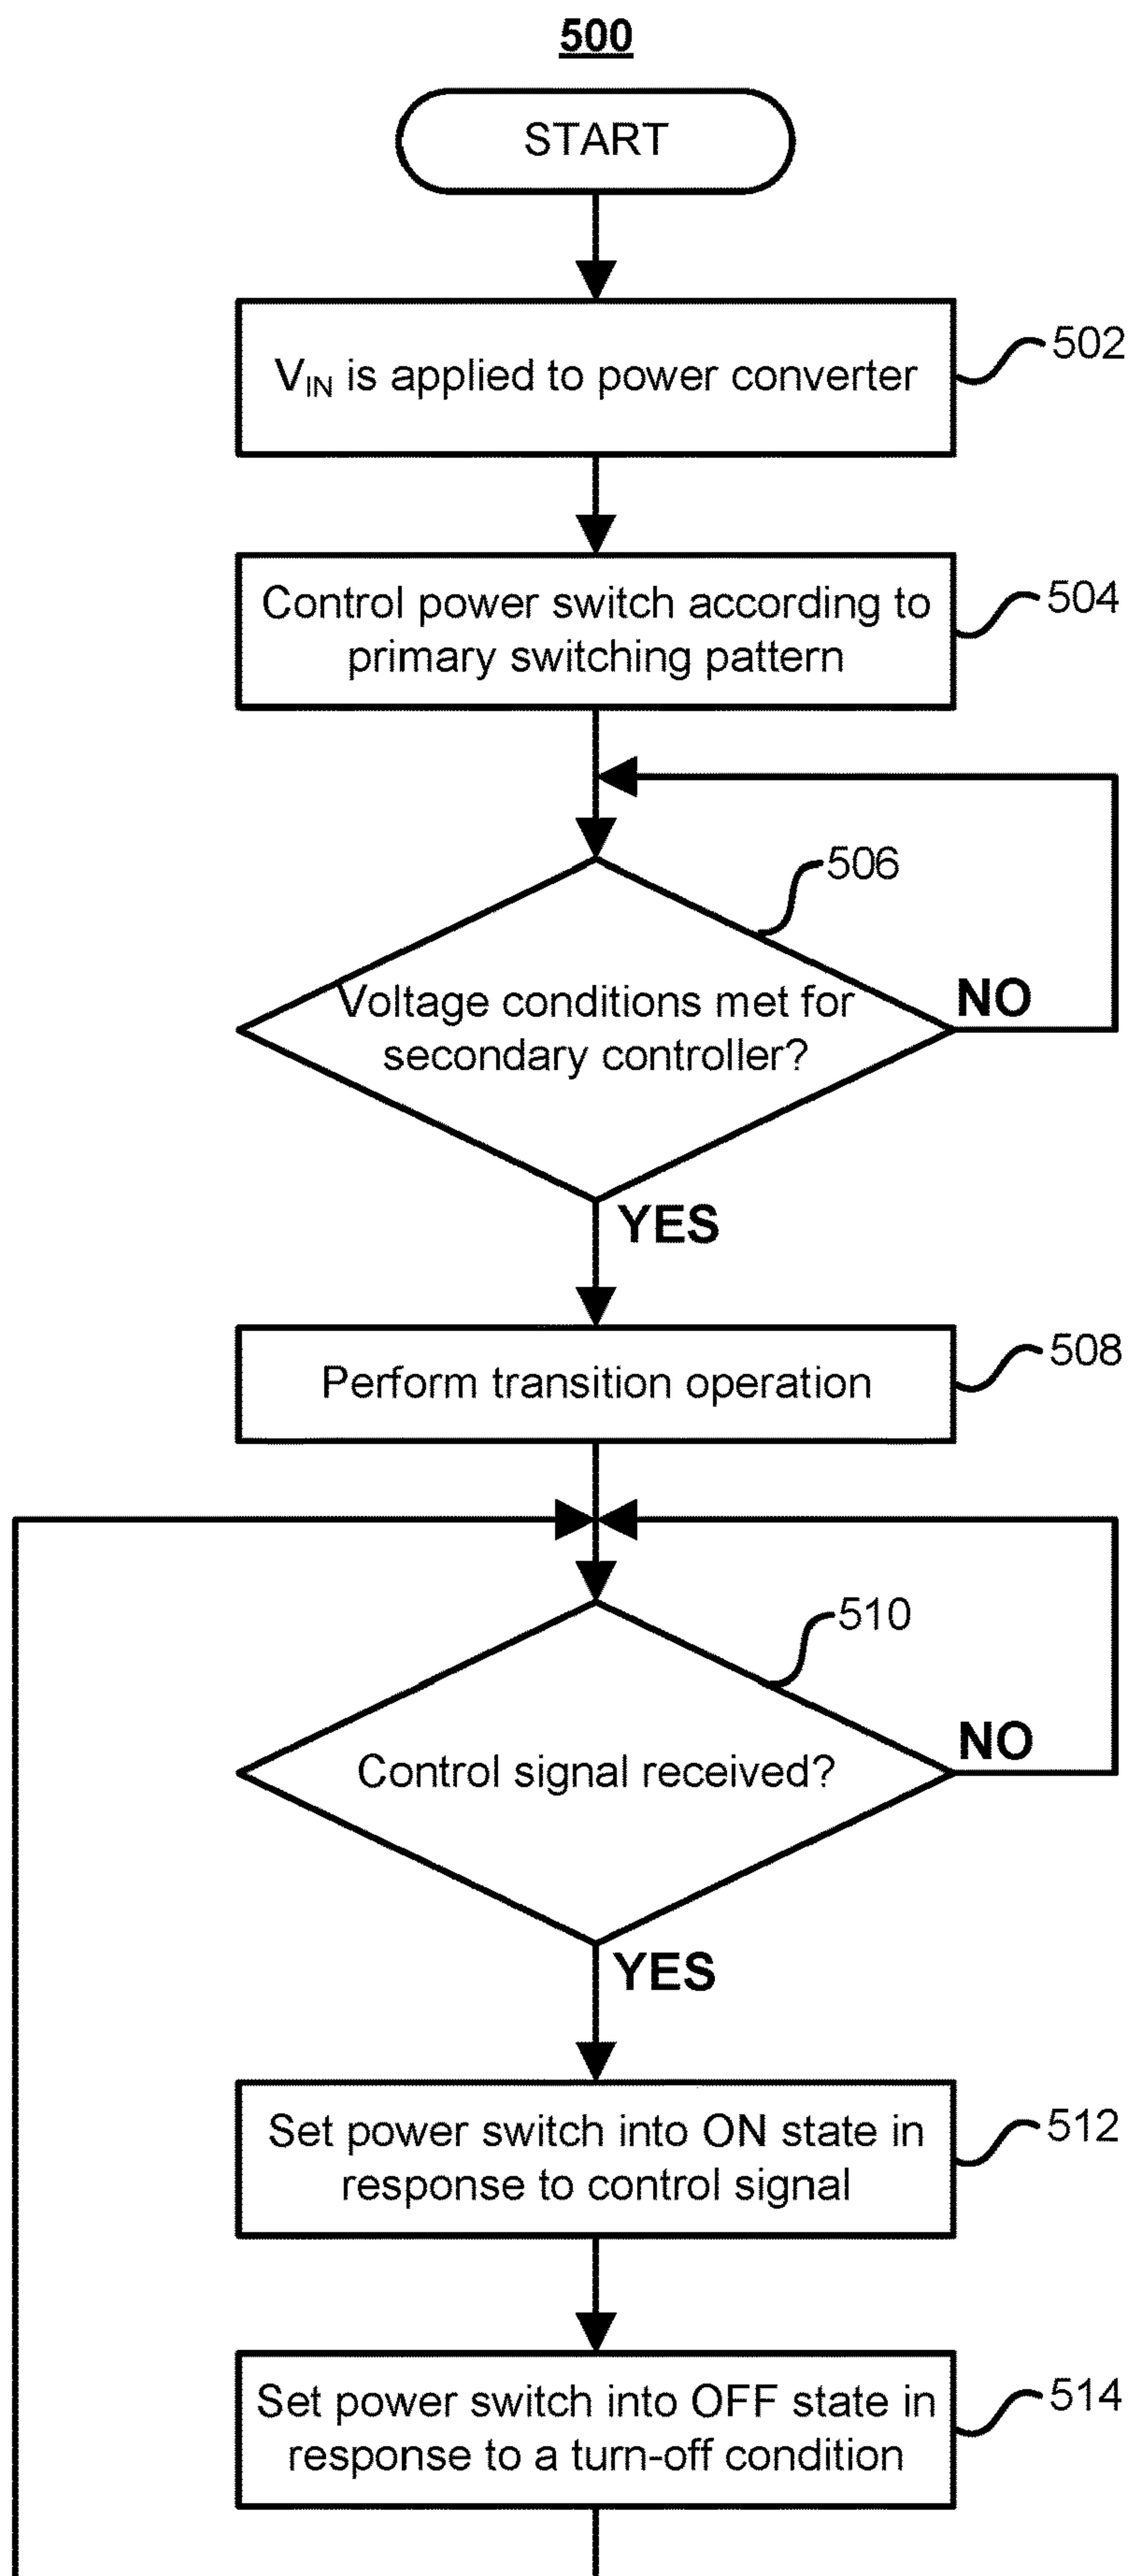 500
START
V_IN is applied to power converter
502
Control power switch according to
primary switching pattern
504
506
Voltage conditions met for
secondary controller?
NO
YES
Perform transition operation
508
510
Control signal received?
NO
YES
Set power switch into ON state in
response to control signal
512
Set power switch into OFF state in
response to a turn-off condition
514